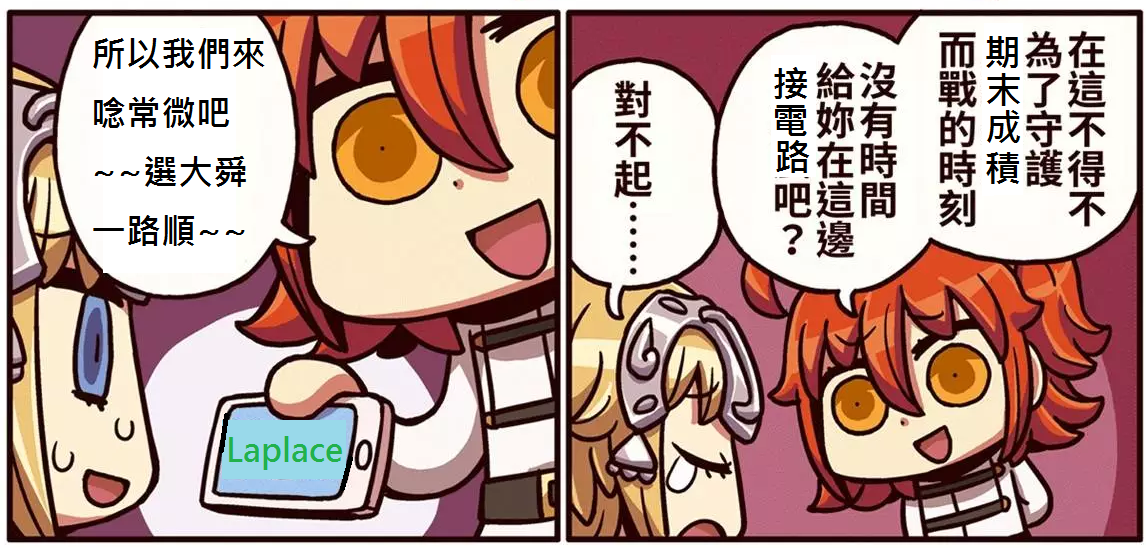 在這不得不
為了守護
期末成積
而戰的時刻
沒有時間
給妳在這邊
接電路吧？
對不起……
所以我們來
唸常微吧
~~選大舜
一路順~~
Laplace